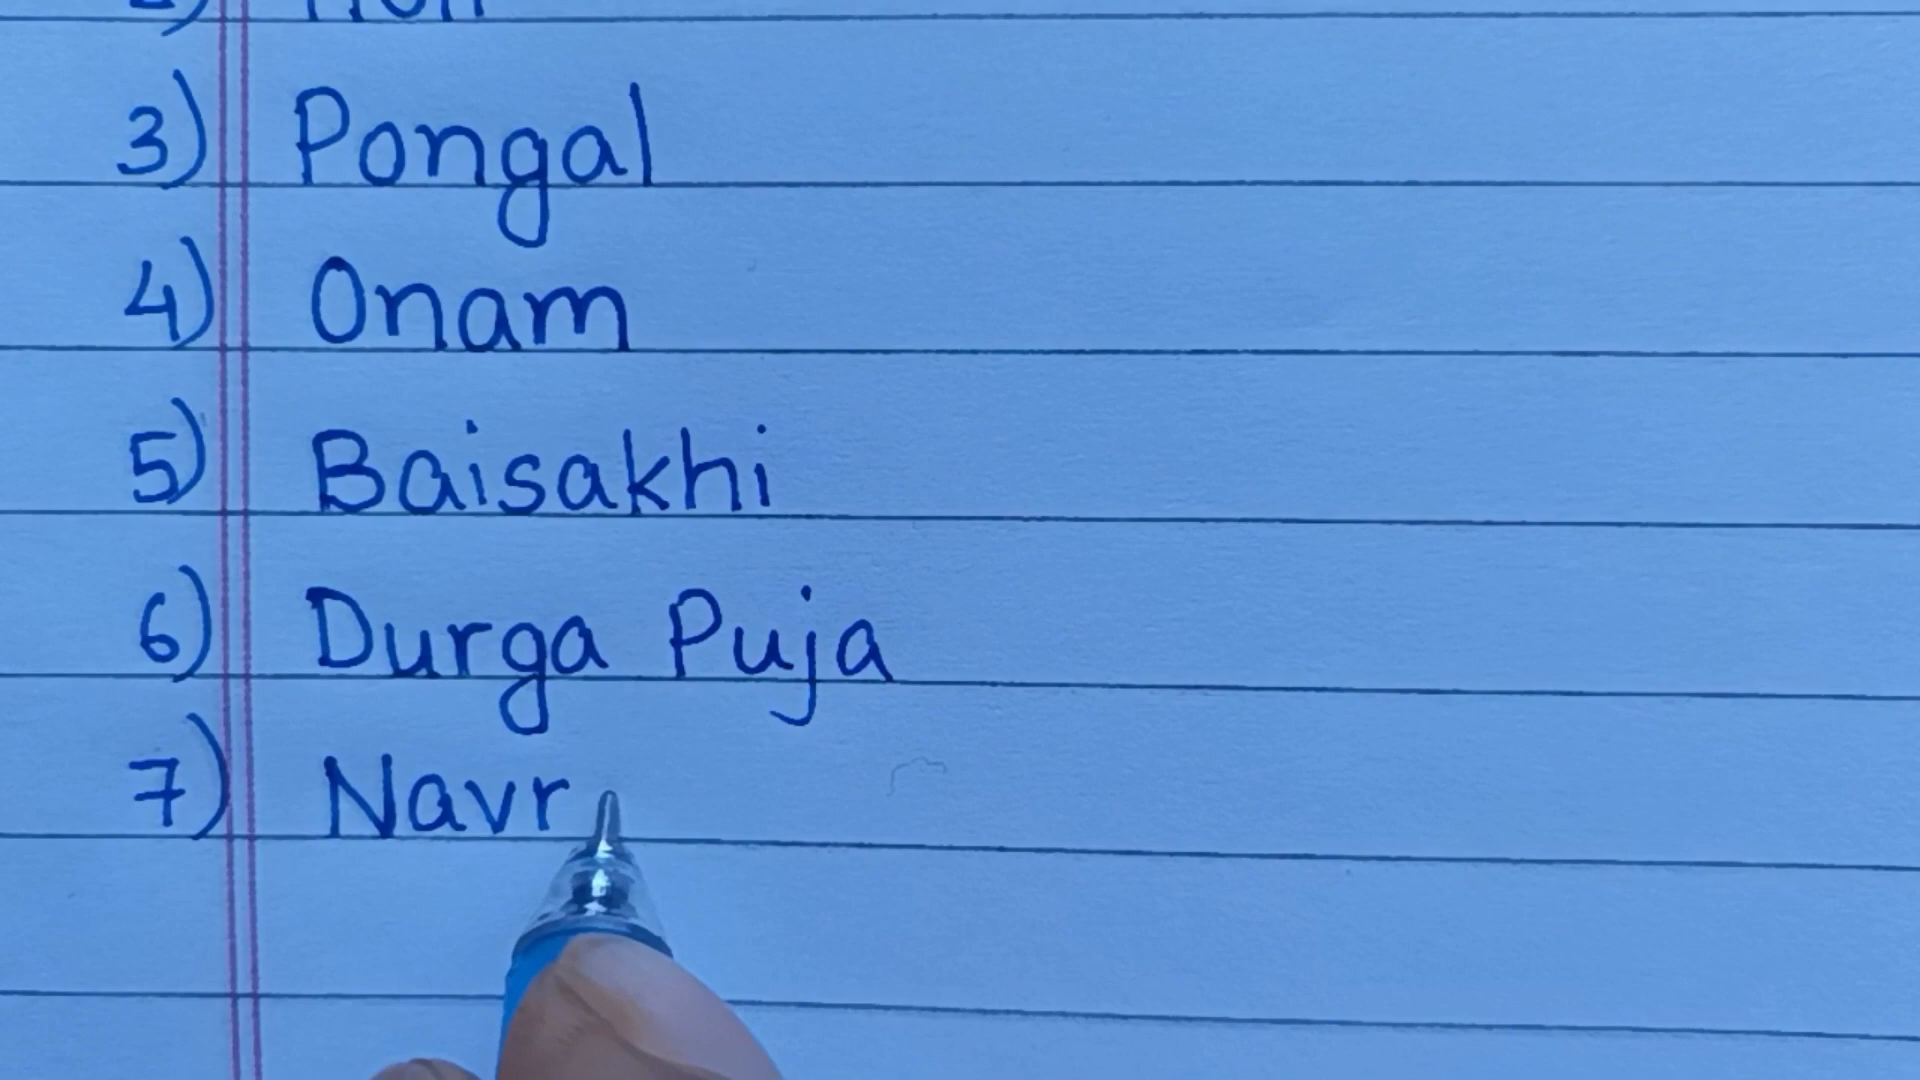 3) Pongal
4) Onam
5) Baisakhi
6) Durga Puja
7) Navr